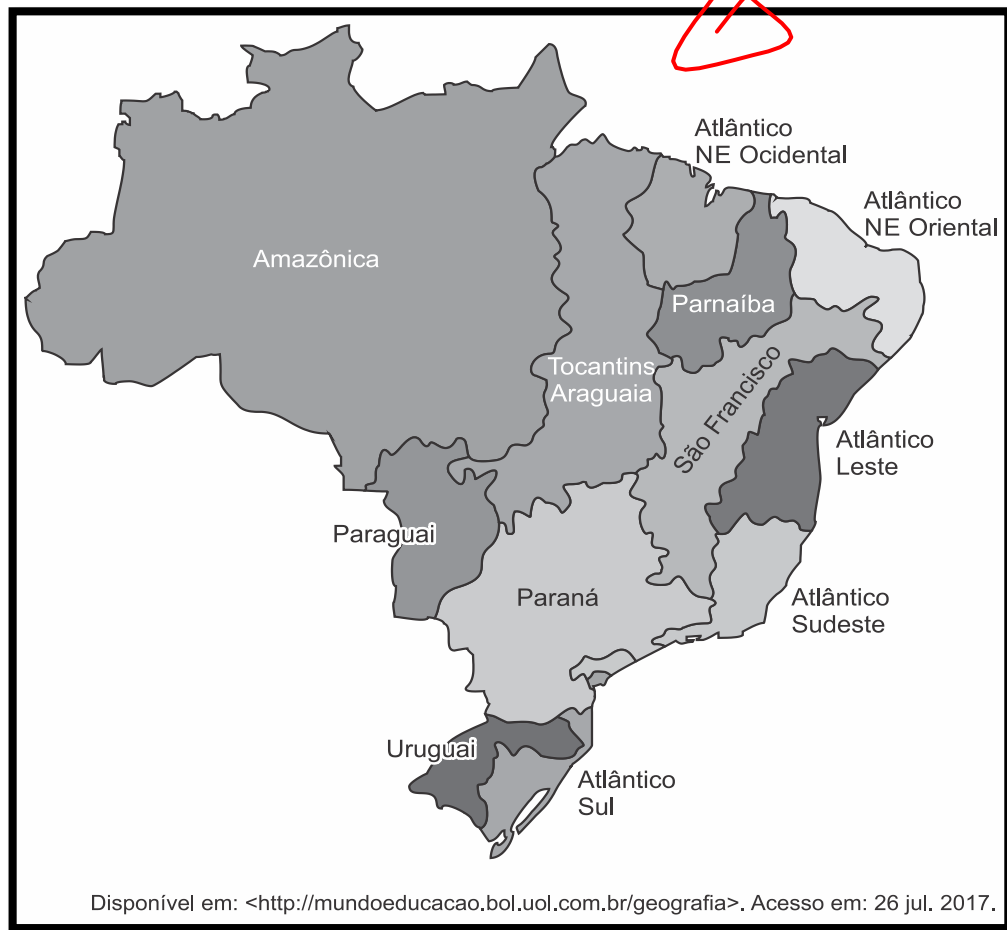 Atlântico
NE Ocidental
Atlântico
NE Oriental
Amazônica
Parnaíba
Tocantins
Araguaia
São Francisco
Atlântico
Leste
Paraguai
Paraná
Atlântico
Sudeste
Uruguai
Atlântico
Sul
Disponível em: <http://mundoeducacao.bol.uol.com.br/geografia>. Acesso em: 26 jul. 2017.